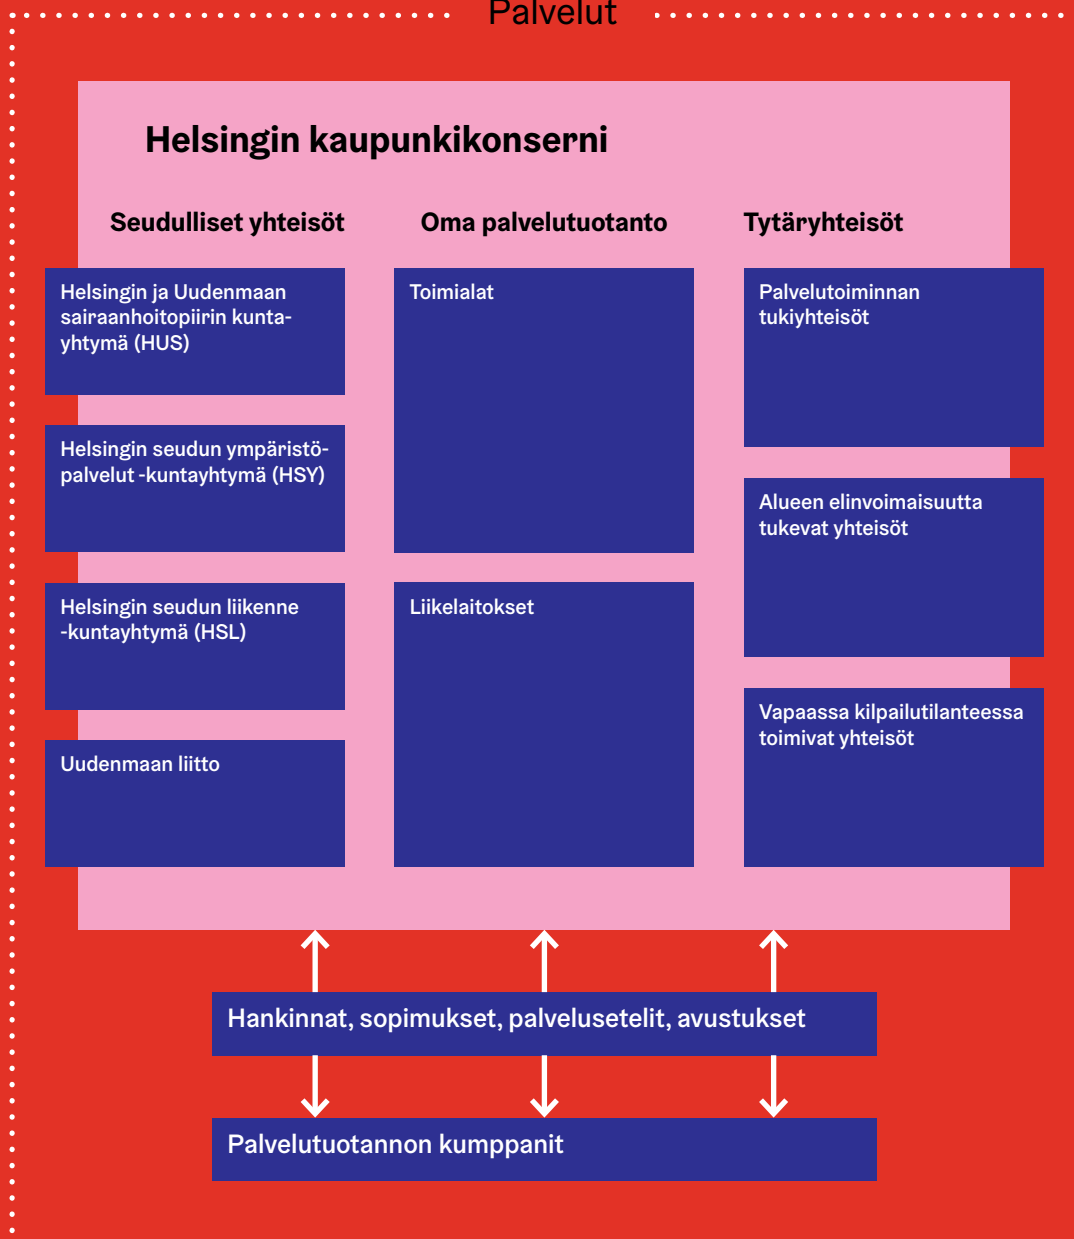 Palvelut
Helsingin kaupunkikonserni
Seudulliset yhteisöt
Helsingin ja Uudenmaan
sairaanhoitopiirin kunta-
yhtymä (HUS)
Helsingin seudun ympäristö-
palvelut -kuntayhtymä (HSY)
Helsingin seudun liikenne
-kuntayhtymä (HSL)
Uudenmaan liitto
Oma palvelutuotanto
Toimialat
Liikelaitokset
Tytäryhteisöt
Palvelutoiminnan
tukiyhteisöt
Alueen elinvoimaisuutta
tukevat yhteisöt
Vapaassa kilpailutilanteessa
toimivat yhteisöt
Hankinnat, sopimukset, palvelusetelit, avustukset
Palvelutuotannon kumppanit